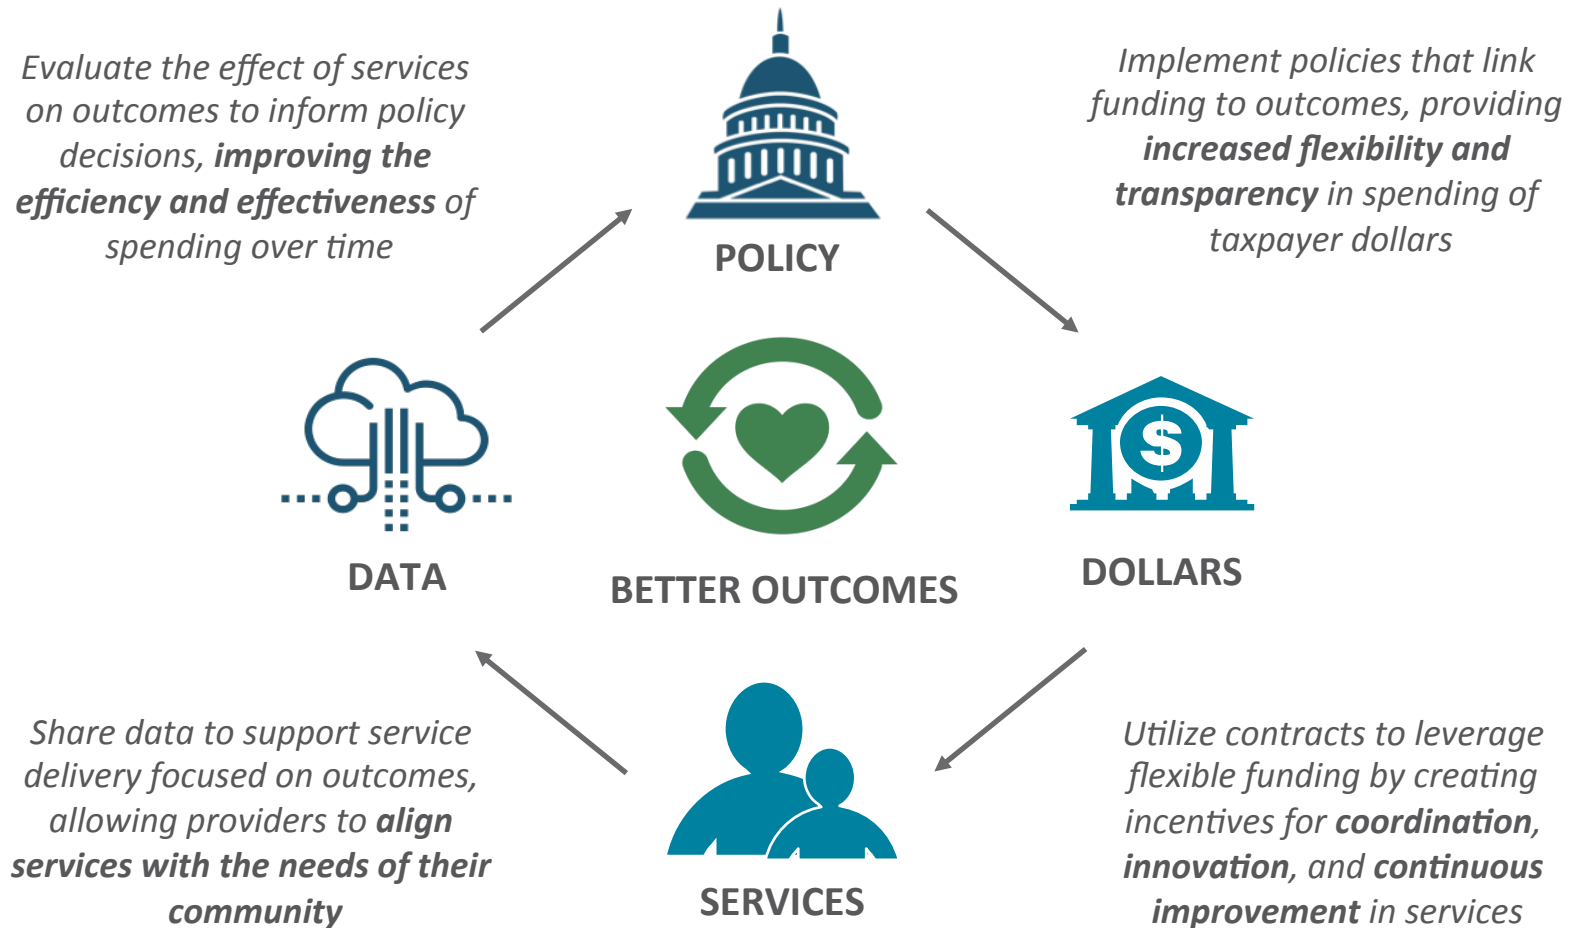 Evaluate the effect of services
on outcomes to inform policy
decisions, improving the
efficiency and effectiveness of
spending over time
POLICY
Implement policies that link
funding to outcomes, providing
increased flexibility and
transparency in spending of
taxpayer dollars
DATA
BETTER OUTCOMES
$
DOLLARS
Share data to support service
delivery focused on outcomes,
allowing providers to align
services with the needs of their
community
SERVICES
Utilize contracts to leverage
flexible funding by creating
incentives for coordination,
innovation, and continuous
improvement in services